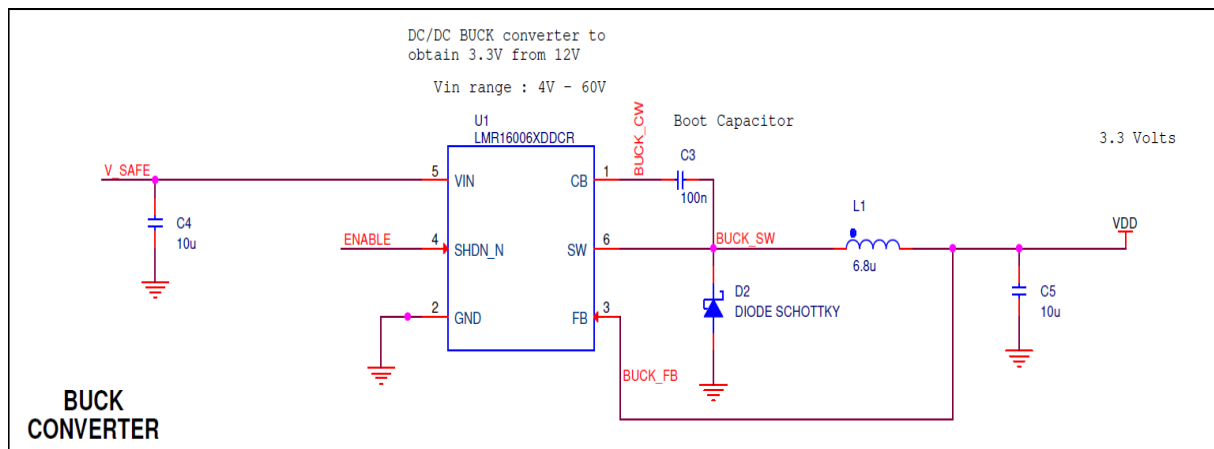 DC/DC BUCK converter to
obtain 3.3V from 12V
Vin range : 4V - 60V
U1
LMR16006XDDCR
BUCK_CW
Boot Capacitor
3.3 Volts
V_SAFE
5
VIN
CB
1
C3
100n
C4
10u
ENABLE
4
SHDN_N
SW
6
BUCK_SW
L1
6.8u
VDD
2
GND
FB
3
D2
DIODE SCHOTTKY
C5
10u
BUCK_FB
BUCK
CONVERTER